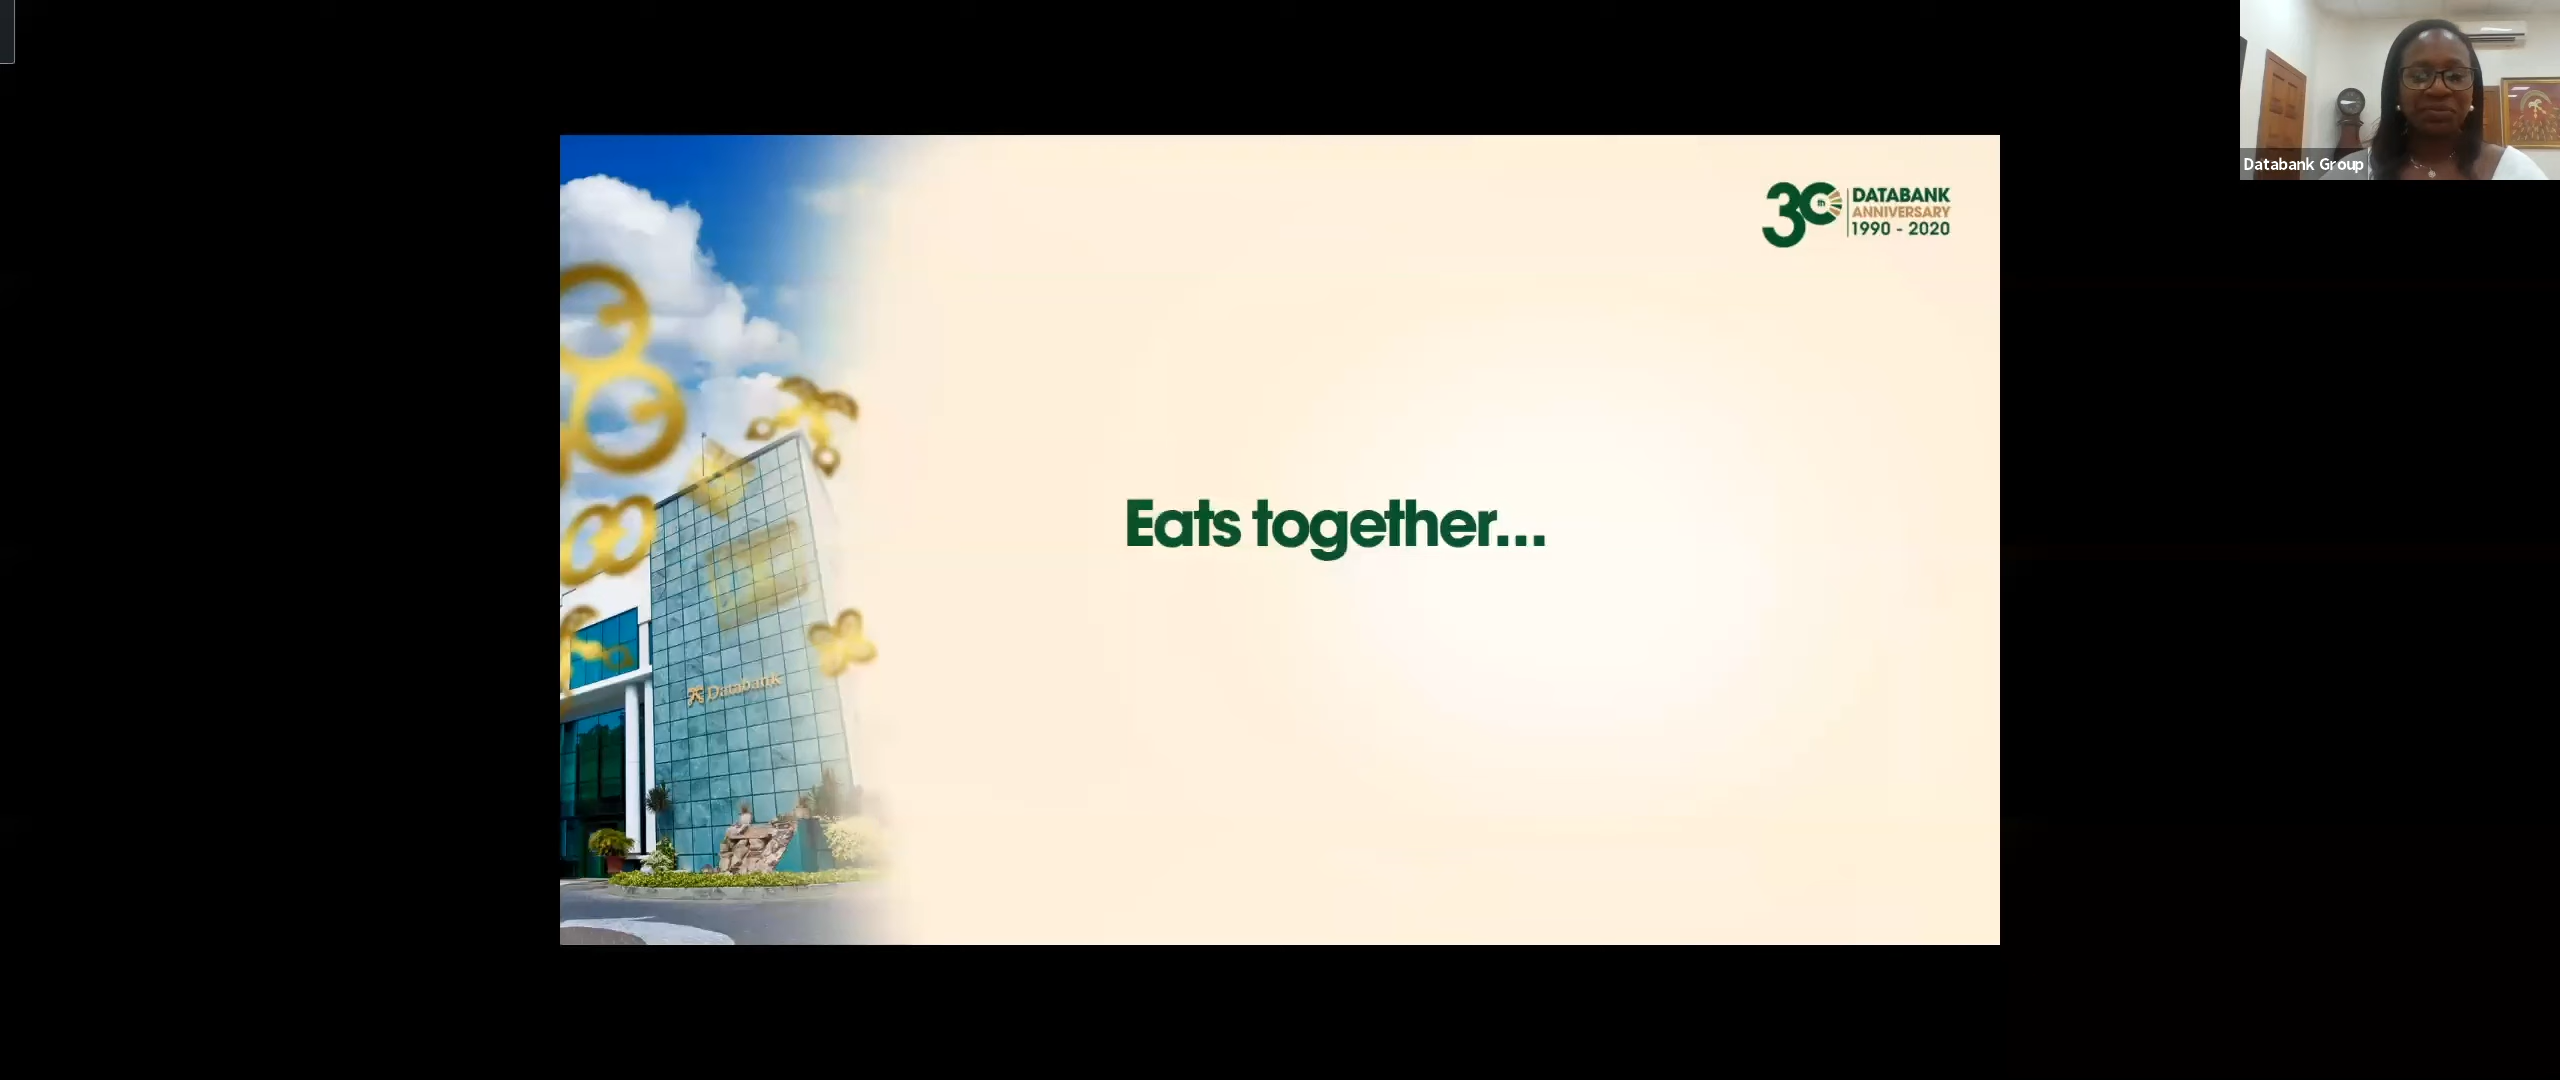 30th
DATABANK
ANNIVERSARY
1990 - 2020
Eats together...
Databank
Databank Group